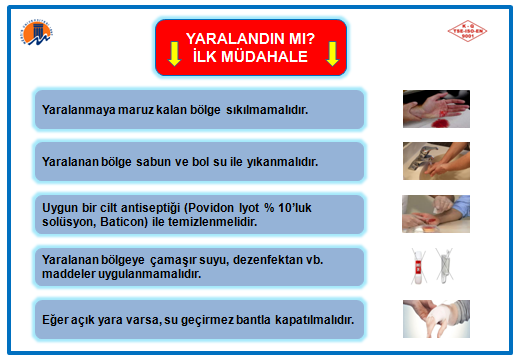 YARALANDIN MI?
İLK MÜDAHALE
K - G
TSE-ISO-EN
9001
Yaralanmaya maruz kalan bölge sıkılmamalıdır.
Yaralanan bölge sabun ve bol su ile yıkanmalıdır.
Uygun bir cilt antiseptiği (Povidon Iyot % 10'luk
solüsyon, Baticon) ile temizlenmelidir.
Yaralanan bölgeye çamaşır suyu, dezenfektan vb.
maddeler uygulanmamalıdır.
Eğer açık yara varsa, su geçirmez bantla kapatılmalıdır.